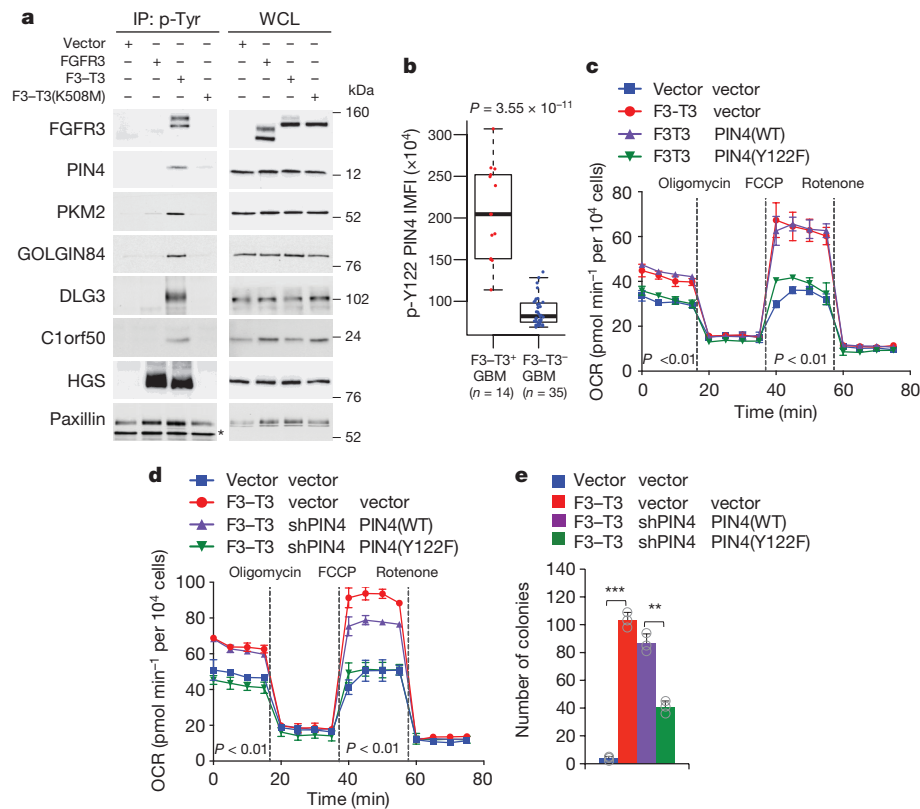 a
IP: p-Tyr WCL
Vector + – – – + – – –
FGFR3 – + – – – + – –
F3–T3 – – + – – – + –
F3–T3(K508M) – – – + – – – +
kDa
FGFR3 160
PIN4 12
PKM2 52
GOLGIN84 76
DLG3 102
C1orf50 24
HGS 76
Paxillin * 52
b
P = 3.55 × 10−11
p-Y122 PIN4 IMFI (×104)
300
250
200
150
100
F3–T3+ F3–T3−
GBM GBM
(n = 14) (n = 35)
c
Vector vector
F3-T3 vector
F3T3 PIN4(WT)
F3T3 PIN4(Y122F)
OCR (pmol min−1 per 104 cells)
80
60
40
20
0
Oligomycin FCCP Rotenone
P <0.01 P < 0.01
0 20 40 60 80
Time (min)
d
Vector vector
F3–T3 vector vector
F3–T3 shPIN4 PIN4(WT)
F3–T3 shPIN4 PIN4(Y122F)
OCR (pmol min−1 per 104 cells)
100
80
60
40
20
0
Oligomycin FCCP Rotenone
P < 0.01 P < 0.01
0 20 40 60 80
Time (min)
e
Vector vector
F3–T3 vector vector
F3–T3 shPIN4 PIN4(WT)
F3–T3 shPIN4 PIN4(Y122F)
Number of colonies
140
120
100
80
60
40
20
0
*** **